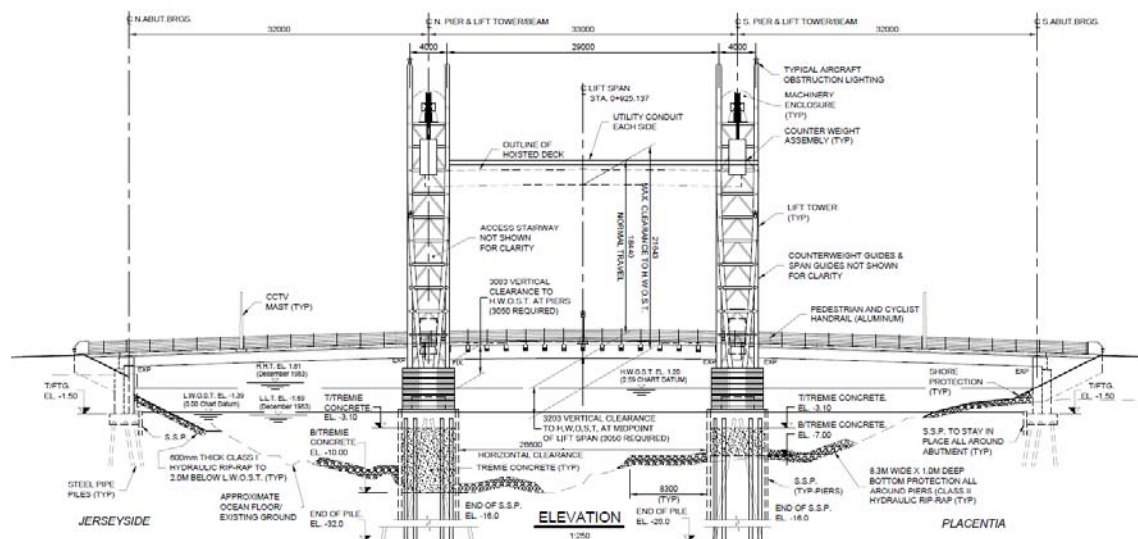 ℄ N.ABUT.BRGS.
℄ N. PIER & LIFT TOWER/BEAM
℄ S. PIER & LIFT TOWER/BEAM
℄ S.ABUT.BRGS.
32000
33000
32000
4000
29000
4000
℄ LIFT SPAN
STA. 0+925.137
UTILITY CONDUIT
EACH SIDE
OUTLINE OF
HOISTED DECK
TYPICAL AIRCRAFT
OBSTRUCTION LIGHTING
MACHINERY
ENCLOSURE
(TYP)
COUNTER WEIGHT
ASSEMBLY (TYP)
LIFT TOWER
(TYP)
COUNTERWEIGHT GUIDES &
SPAN GUIDES NOT SHOWN
FOR CLARITY
PEDESTRIAN AND CYCLIST
HANDRAIL (ALUMINUM)
ACCESS STAIRWAY
NOT SHOWN
FOR CLARITY
NORMAL TRAVEL
18440
MAX. CLEARANCE TO H.W.O.S.T.
21643
3093 VERTICAL
CLEARANCE TO
H.W.O.S.T. AT PIERS
(3050 REQUIRED)
CCTV
MAST (TYP)
EXP
EXP
FIX
EXP
EXP
EXP
H.H.T. EL. 1.81
(December 1983)
H.W.O.S.T. EL. 1.20
(2.59 CHART DATUM)
L.W.O.S.T. EL. -1.39
(0.00 Chart Datum)
L.L.T. EL. -1.69
(December 1983)
T/FTG.
EL. -1.50
SHORE
PROTECTION (TYP)
T/FTG.
EL. -1.50
T/TREMIE
CONCRETE
EL. -3.10
B/TREMIE
CONCRETE
EL. -10.00
3203 VERTICAL CLEARANCE
TO H.W.O.S.T. AT MIDPOINT
OF LIFT SPAN (3050 REQUIRED)
T/TREMIE CONCRETE.
EL. -3.10
B/TREMIE CONCRETE.
EL. -7.00
26600
HORIZONTAL CLEARANCE
TREMIE CONCRETE (TYP)
S.S.P.
600mm THICK CLASS I
HYDRAULIC RIP-RAP TO
2.0M BELOW L.W.O.S.T. (TYP)
S.S.P. TO STAY IN
PLACE ALL AROUND
ABUTMENT (TYP)
STEEL PIPE
PILES (TYP)
APPROXIMATE
OCEAN FLOOR/
EXISTING GROUND
8300
(TYP)
S.S.P.
(TYP-PIERS)
8.3M WIDE X 1.0M DEEP
BOTTOM PROTECTION ALL
AROUND PIERS (CLASS II
HYDRAULIC RIP-RAP (TYP)
END OF PILE
EL. -32.0
END OF S.S.P.
EL. -16.0
END OF PILE
EL. -26.0
END OF S.S.P.
EL. -16.0
JERSEYSIDE
ELEVATION
1:250
PLACENTIA